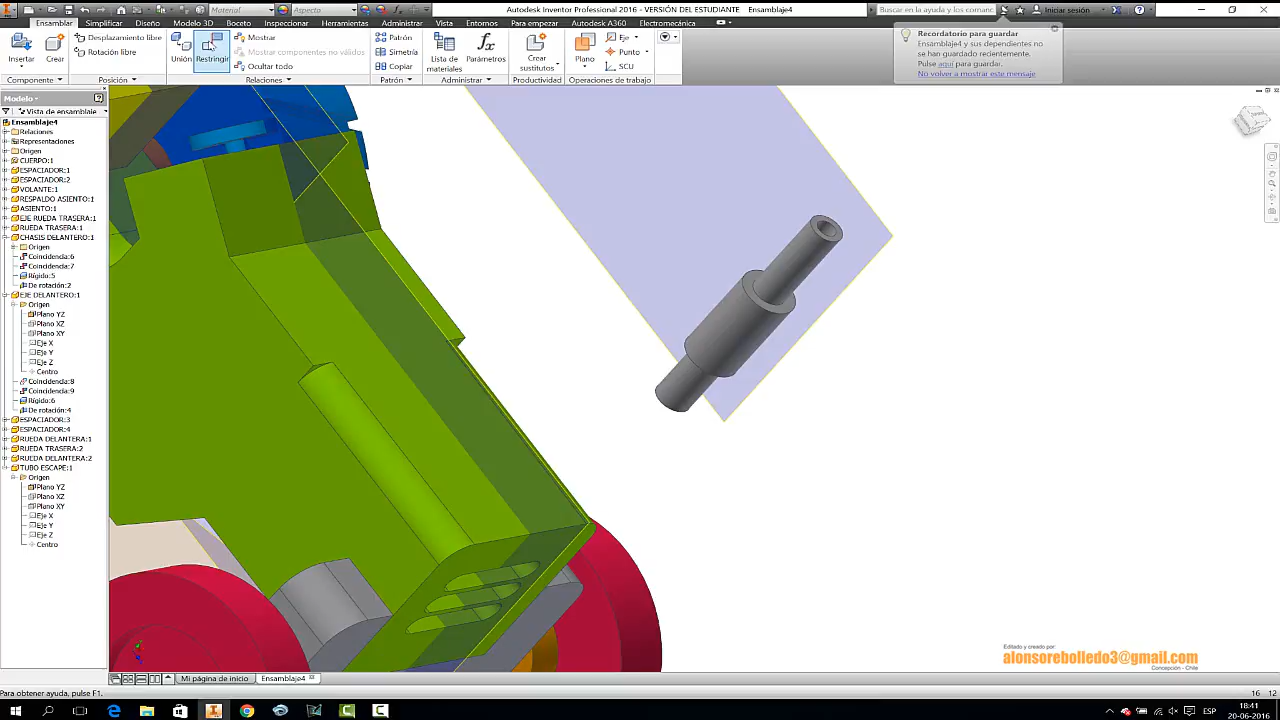 Autodesk Inventor Professional 2016 - VERSIÓN DEL ESTUDIANTE   Ensamblaje4
Material
Aspecto
Buscar en la ayuda y los comanc
Iniciar sesión
Ensamblar
Simplificar
Diseño
Modelo 3D
Boceto
Inspeccionar
Herramientas
Administrar
Vista
Entornos
Para empezar
Autodesk A360
Electromecánica
Insertar
Crear
Desplazamiento libre
Rotación libre
Unión
Restringir
Mostrar
Mostrar componentes no válidos
Ocultar todo
Patrón
Simetría
Copiar
Lista de
materiales
Parámetros
Crear
sustitutos
Plano
Eje
Punto
SCU
Componente
Posición
Relaciones
Patrón
Administrar
Productividad
Operaciones de trabajo
Recordatorio para guardar
Ensamblaje4 y sus dependientes no
se han guardado recientemente.
Pulse aquí para guardar.
No volver a mostrar este mensaje
Modelo
Vista de ensamblaje
Ensamblaje4
Relaciones
Representaciones
Origen
CUERPO:1
ESPACIADOR:1
ESPACIADOR:2
VOLANTE:1
RESPALDO ASIENTO:1
ASIENTO:1
EJE RUEDA TRASERA:1
RUEDA TRASERA:1
CHASIS DELANTERO:1
Origen
Coincidencia:6
Coincidencia:7
Rígido:5
De rotación:2
EJE DELANTERO:1
Origen
Plano YZ
Plano XZ
Plano XY
Eje X
Eje Y
Eje Z
Centro
Coincidencia:8
Coincidencia:9
Rígido:6
De rotación:4
ESPACIADOR:3
ESPACIADOR:4
RUEDA DELANTERA:1
RUEDA TRASERA:2
RUEDA DELANTERA:2
TUBO ESCAPE:1
Origen
Plano YZ
Plano XZ
Plano XY
Eje X
Eje Y
Eje Z
Centro
Editado y creado por:
alonsorebolledo3@gmail.com
Concepción - Chile
Mi página de inicio
Ensamblaje4
Para obtener ayuda, pulse F1.
16 12
ESP
18:41
20-06-2016